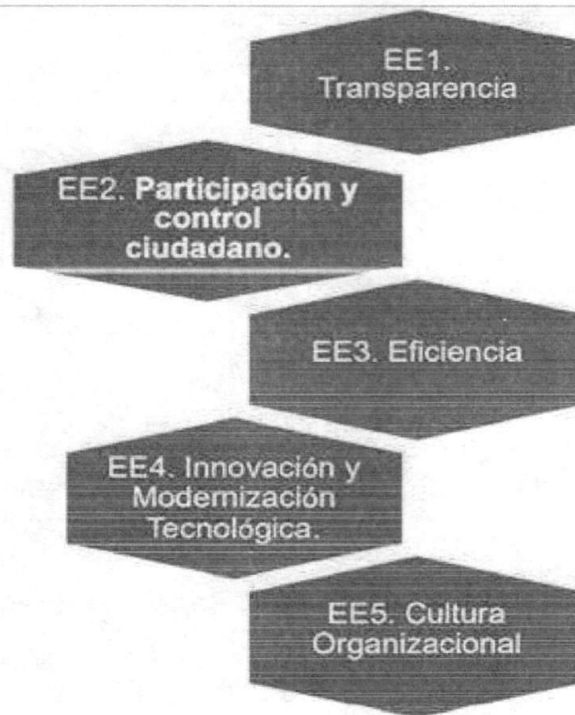 EE1.
Transparencia
EE2. Participación y
control
ciudadano.
EE3. Eficiencia
EE4. Innovación y
Modernización
Tecnológica.
EE5. Cultura
Organizacional